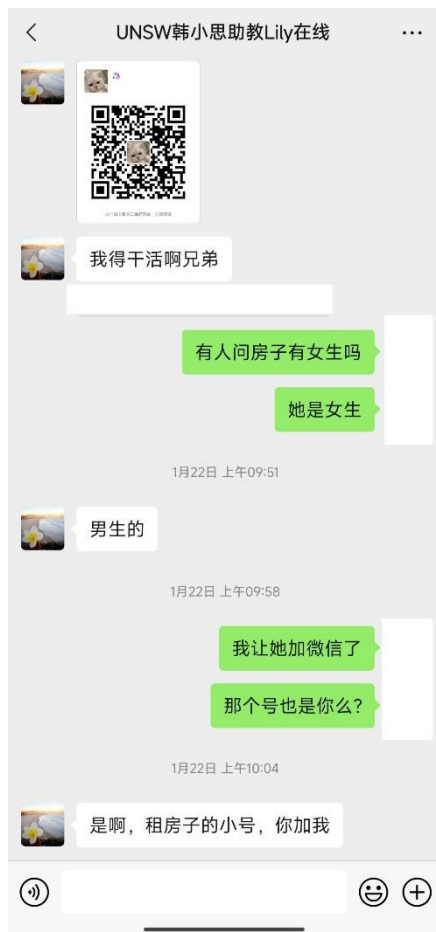 UNSW韩小思助教Lily在线
我得干活啊兄弟
有人问房子有女生吗
她是女生
1月22日 上午09:51
男生的
1月22日 上午09:58
我让她加微信了
那个号也是你么?
1月22日 上午10:04
是啊，租房子的小号，你加我